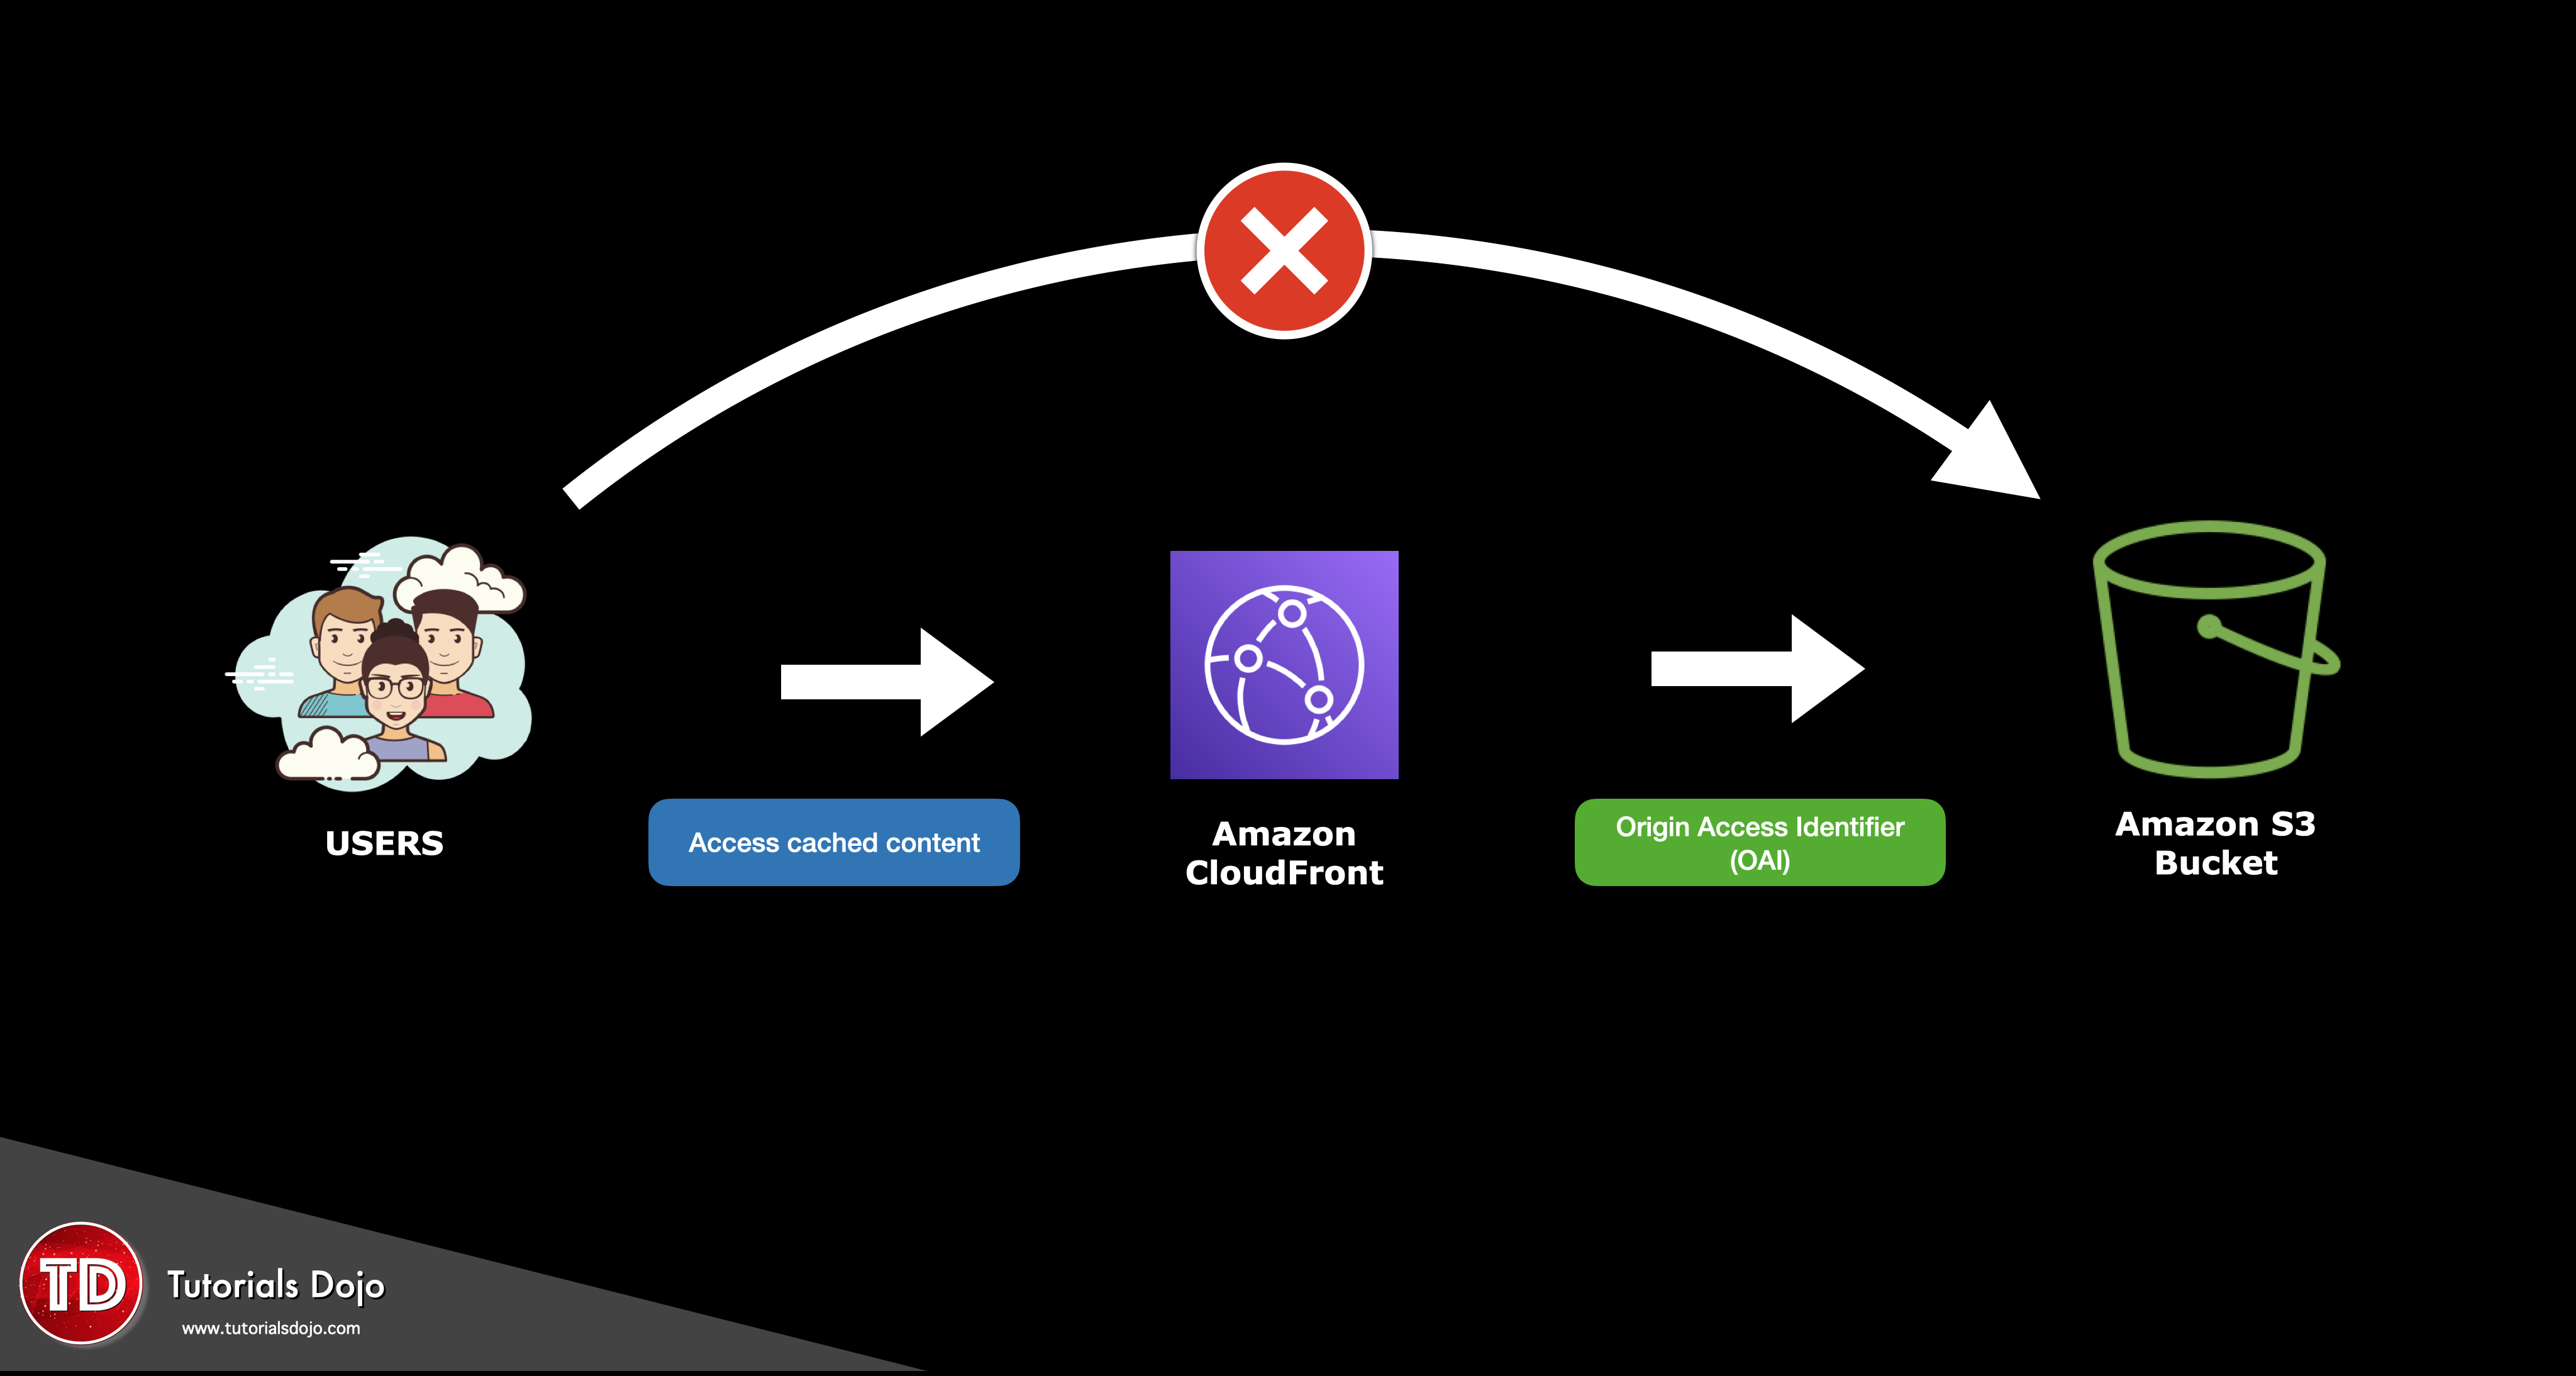 USERS
Access cached content
Amazon
CloudFront
Origin Access Identifier
(OAI)
Amazon S3
Bucket
TD
Tutorials Dojo
www.tutorialsdojo.com